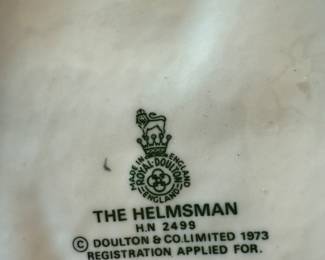 MADE IN ENGLAND
ROYAL-DOULTON
ENGLAND
THE HELMSMAN
H.N 2499
© DOULTON & CO. LIMITED 1973
REGISTRATION APPLIED FOR.